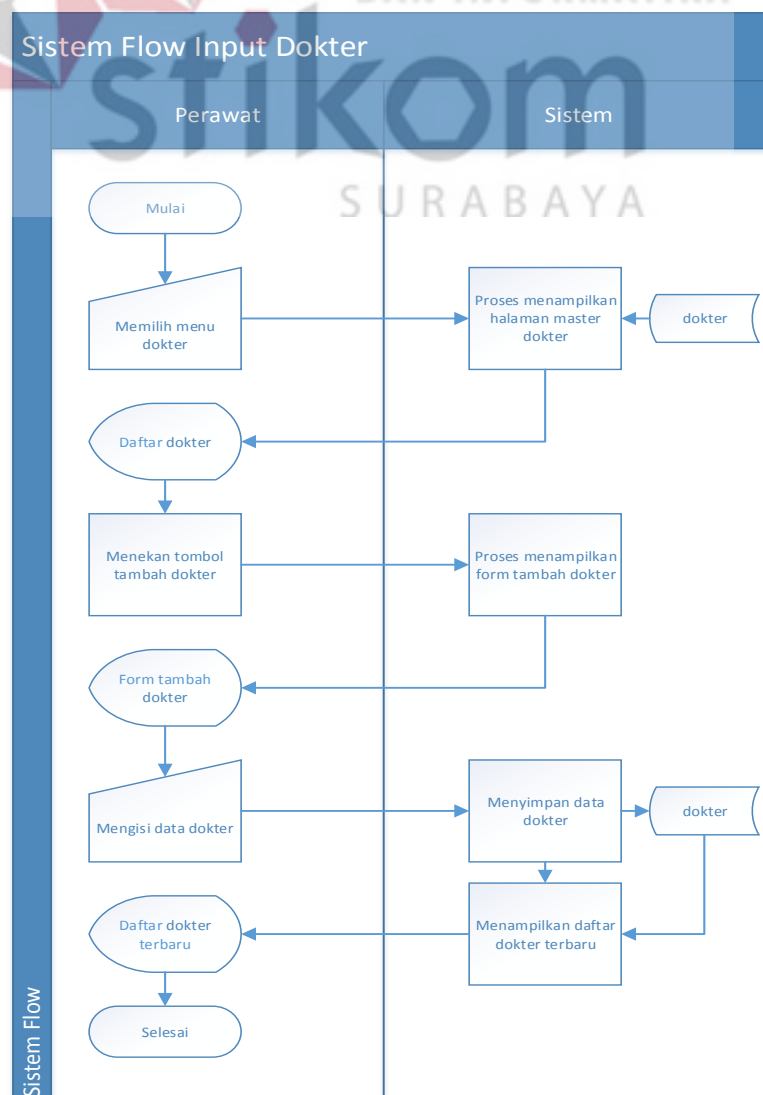 Sistem Flow Input Dokter
stikom
SURABAYA
Perawat
Sistem
Mulai
Memilih menu
dokter
Proses menampilkan
halaman master
dokter
dokter
Daftar dokter
Menekan tombol
tambah dokter
Proses menampilkan
form tambah dokter
Form tambah
dokter
Mengisi data dokter
Menyimpan data
dokter
dokter
Daftar dokter
terbaru
Menampilkan daftar
dokter terbaru
Selesai
Sistem Flow